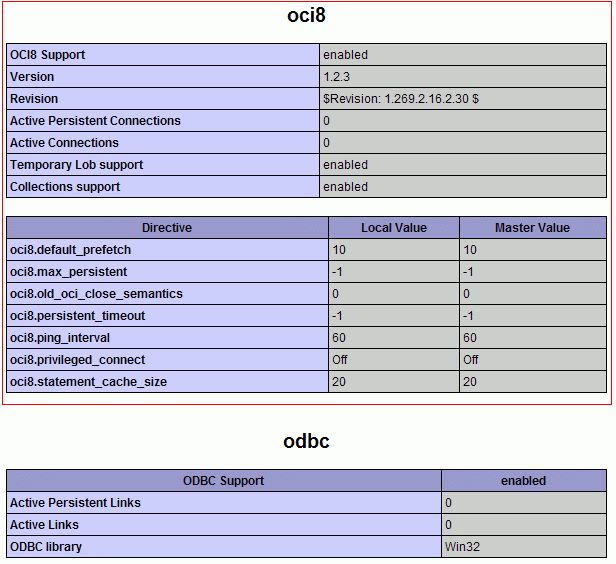 oci8
OCI8 Support enabled
Version 1.2.3
Revision $Revision: 1.269.2.16.2.30 $
Active Persistent Connections 0
Active Connections 0
Temporary Lob support enabled
Collections support enabled
Directive Local Value Master Value
oci8.default_prefetch 10 10
oci8.max_persistent -1 -1
oci8.old_oci_close_semantics 0 0
oci8.persistent_timeout -1 -1
oci8.ping_interval 60 60
oci8.privileged_connect Off Off
oci8.statement_cache_size 20 20
odbc
ODBC Support enabled
Active Persistent Links 0
Active Links 0
ODBC library Win32